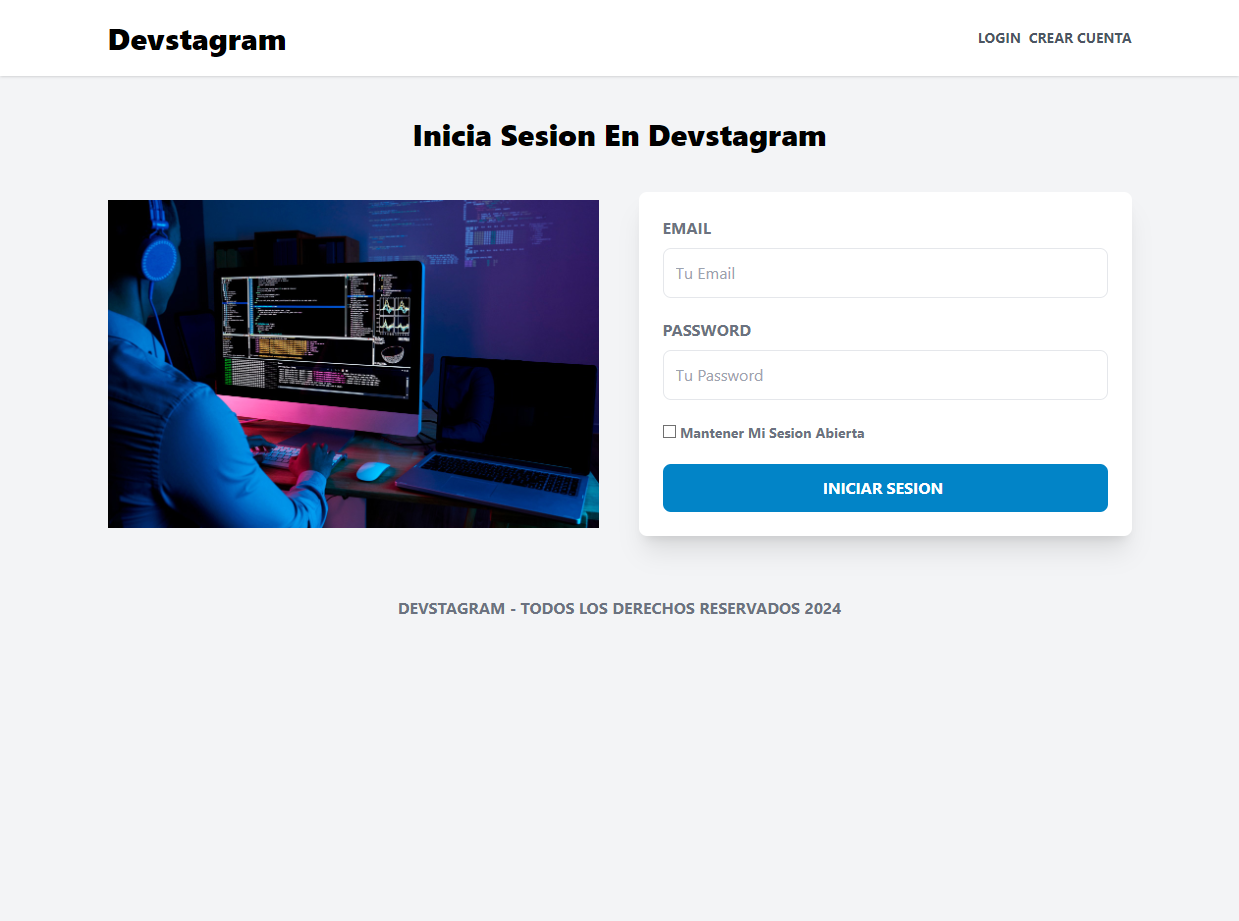 Devstagram
LOGIN CREAR CUENTA
Inicia Sesion En Devstagram
EMAIL
Tu Email
PASSWORD
Tu Password
Mantener Mi Sesion Abierta
INICIAR SESION
DEVSTAGRAM - TODOS LOS DERECHOS RESERVADOS 2024